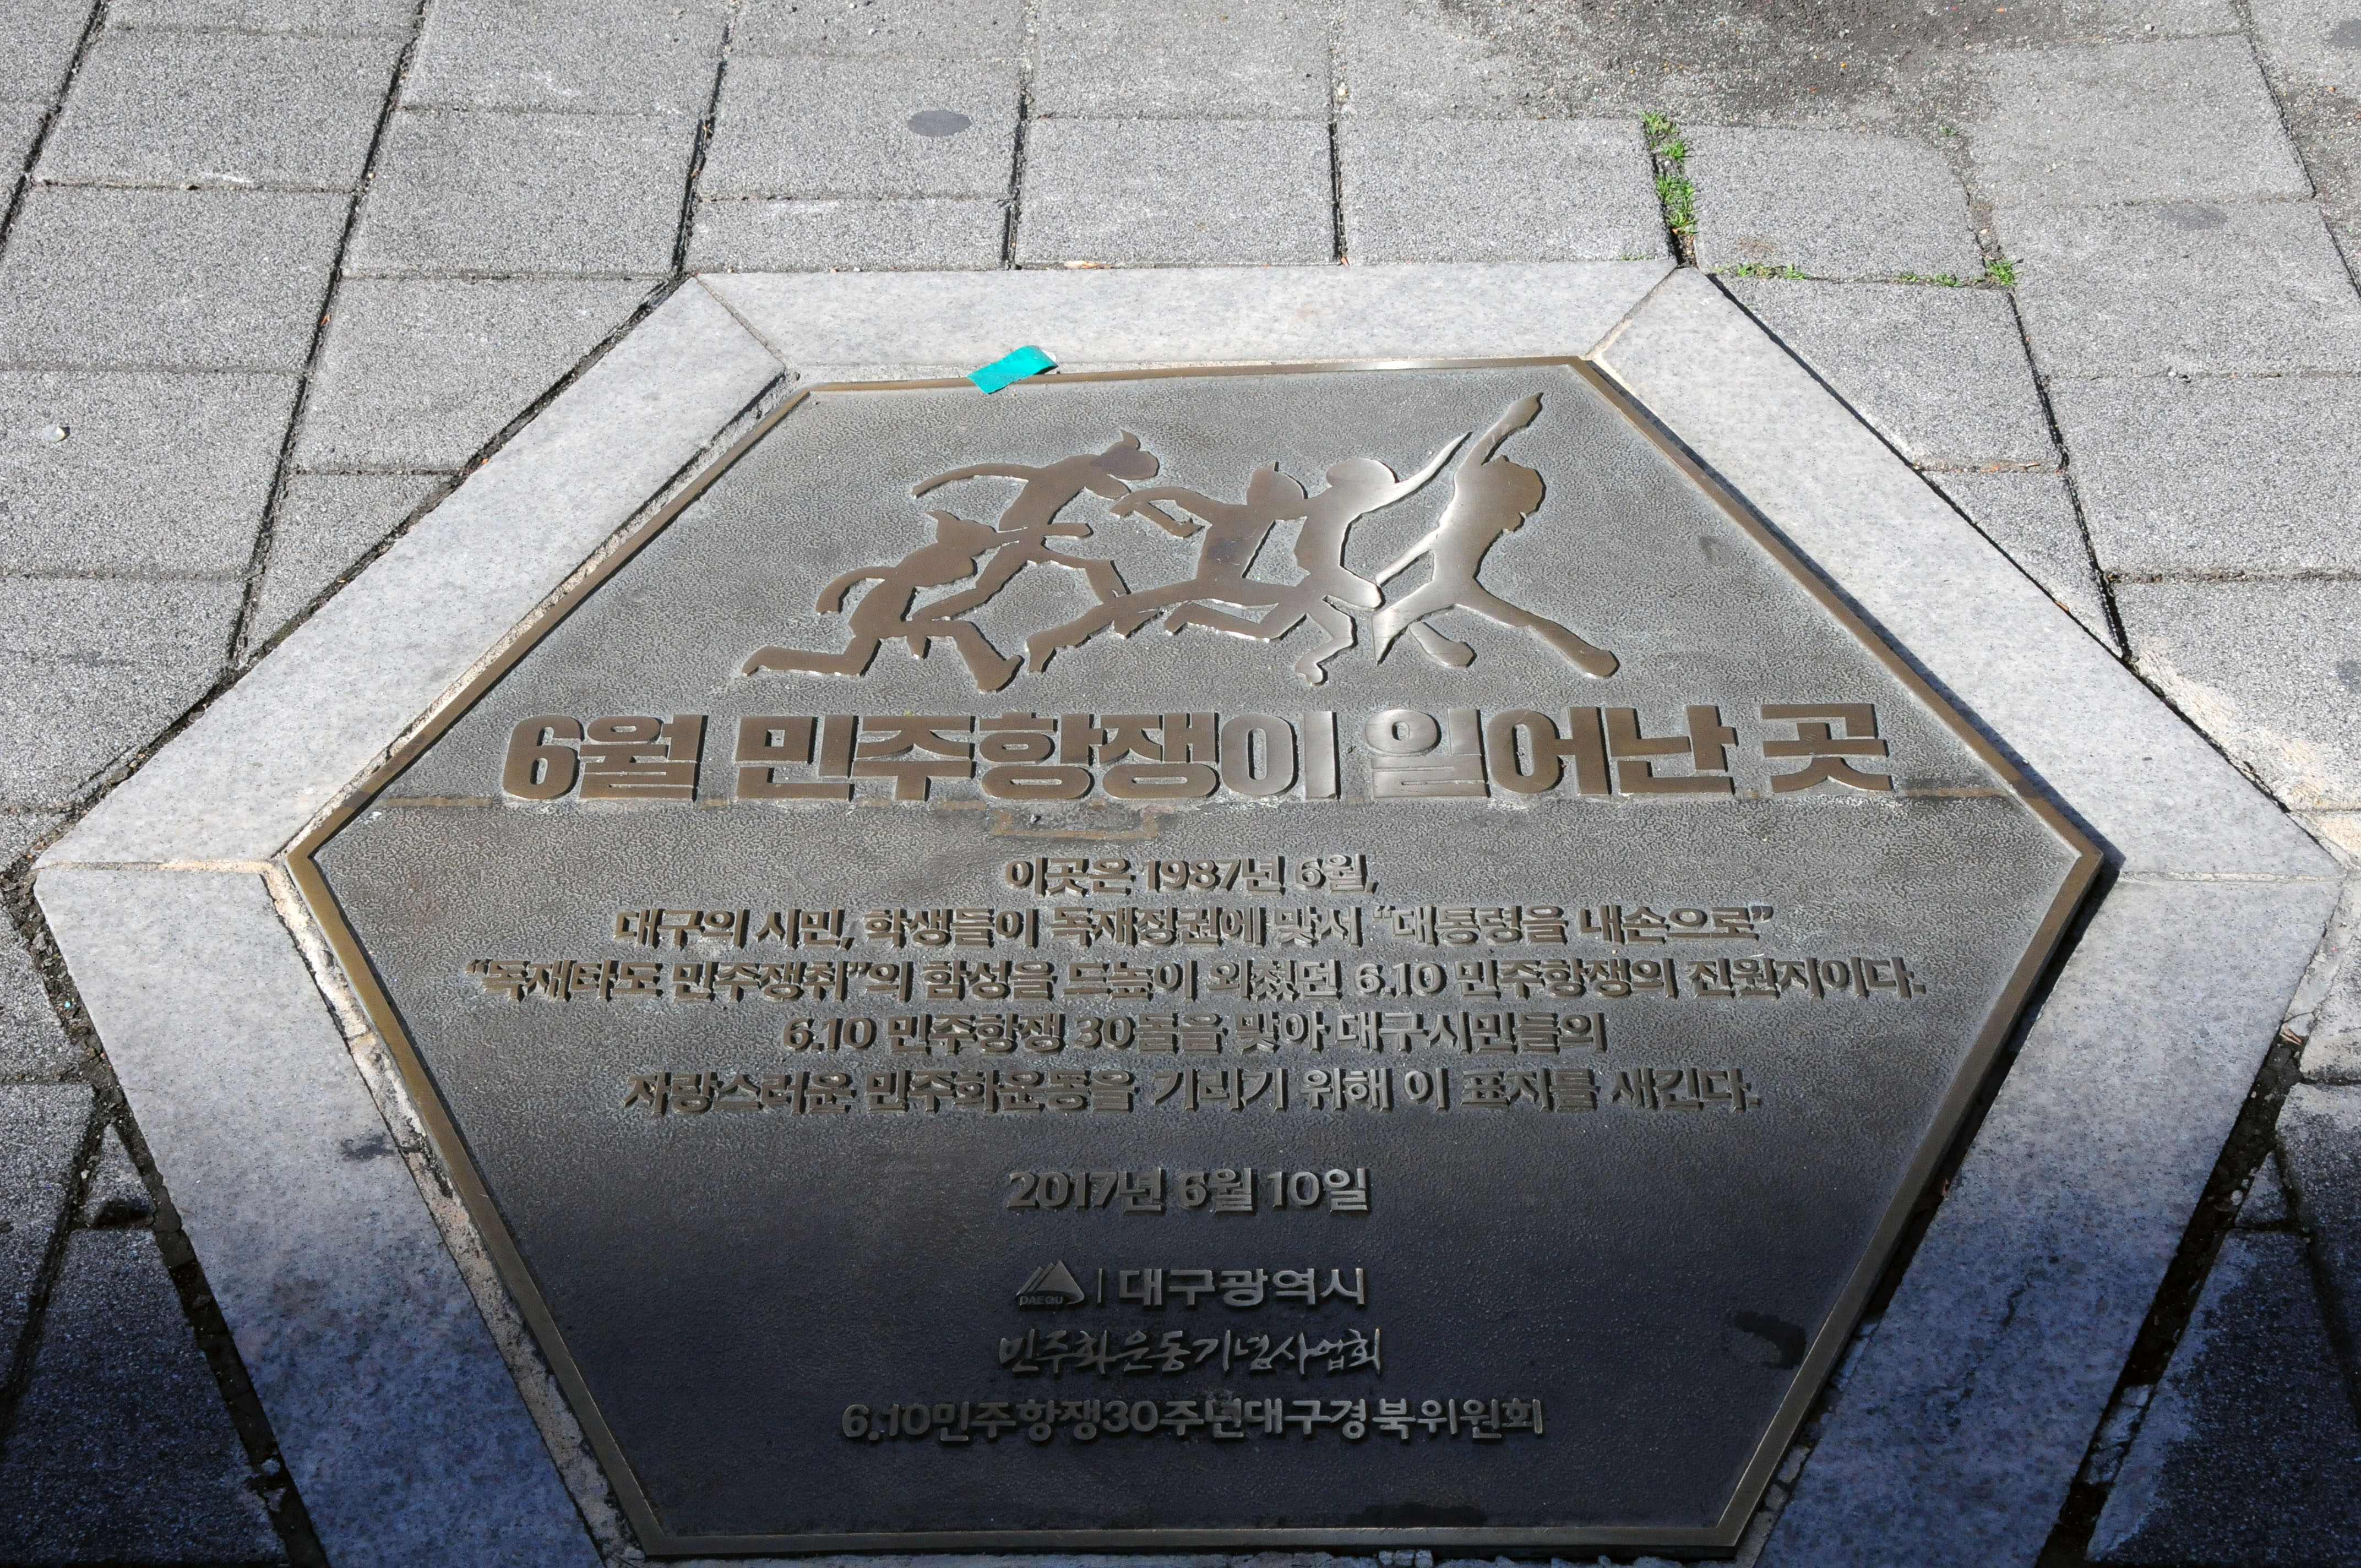 6월 민주항쟁이 일어난 곳
이곳은 1987년 6월,
대구의 시민, 학생들이 독재정권에 맞서 “대통령을 내손으로”
“독재타도 민주쟁취”의 함성을 드높이 외쳤던 6.10 민주항쟁의 진원지이다.
6.10 민주항쟁 30돌을 맞아 대구시민들의
자랑스러운 민주화운동을 기리기 위해 이 표지를 새긴다.
2017년 6월 10일
DAEGU | 대구광역시
민주화운동기념사업회
6.10민주항쟁30주년대구경북위원회